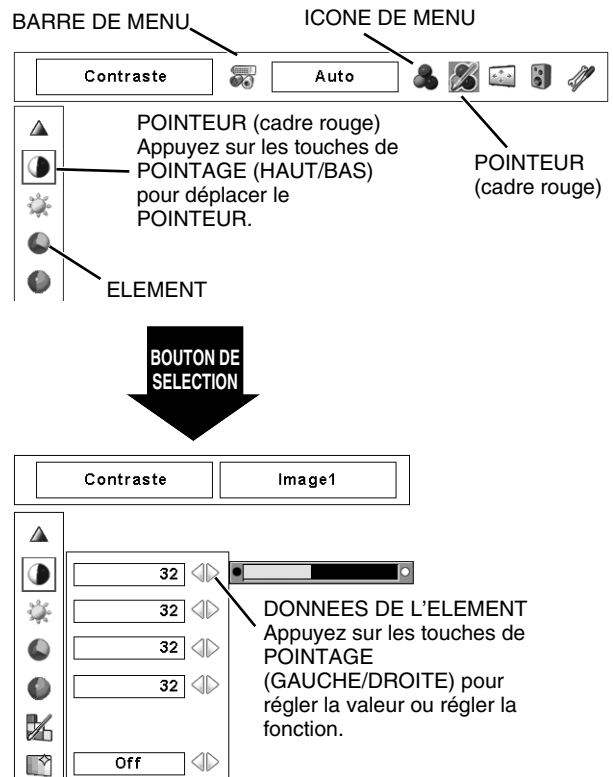 BARRE DE MENU
ICONE DE MENU
Contraste
Auto
POINTEUR (cadre rouge)
Appuyez sur les touches de
POINTAGE (HAUT/BAS)
pour déplacer le
POINTEUR.
POINTEUR
(cadre rouge)
ELEMENT
BOUTON DE
SELECTION
Contraste
Image1
32
32
32
32
Off
DONNEES DE L'ELEMENT
Appuyez sur les touches de
POINTAGE
(GAUCHE/DROITE) pour
régler la valeur ou régler la
fonction.